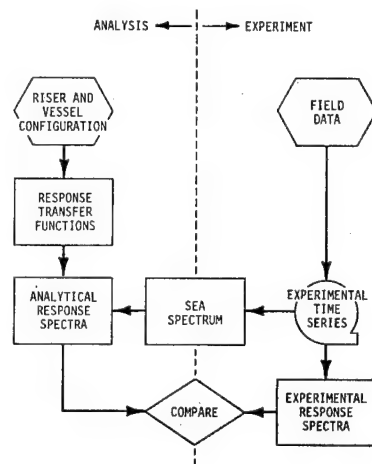 ANALYSIS
EXPERIMENT
RISER AND
VESSEL
CONFIGURATION
FIELD
DATA
RESPONSE
TRANSFER
FUNCTIONS
ANALYTICAL
RESPONSE
SPECTRA
SEA
SPECTRUM
EXPERIMENTAL
TIME
SERIES
COMPARE
EXPERIMENTAL
RESPONSE
SPECTRA